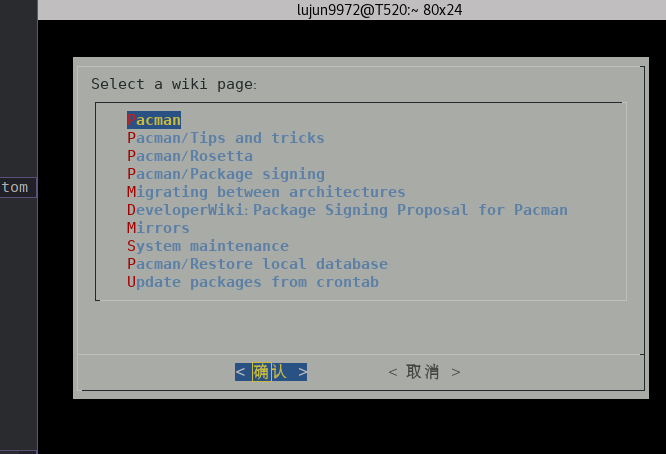 lujun9972@T520:~ 80x24
Select a wiki page:
Pacman
Pacman/Tips and tricks
Pacman/Rosetta
tom
Pacman/Package signing
Migrating between architectures
DeveloperWiki:Package Signing Proposal for Pacman
Mirrors
System maintenance
Pacman/Restore local database
Update packages from crontab
< 确认 > < 取消 >